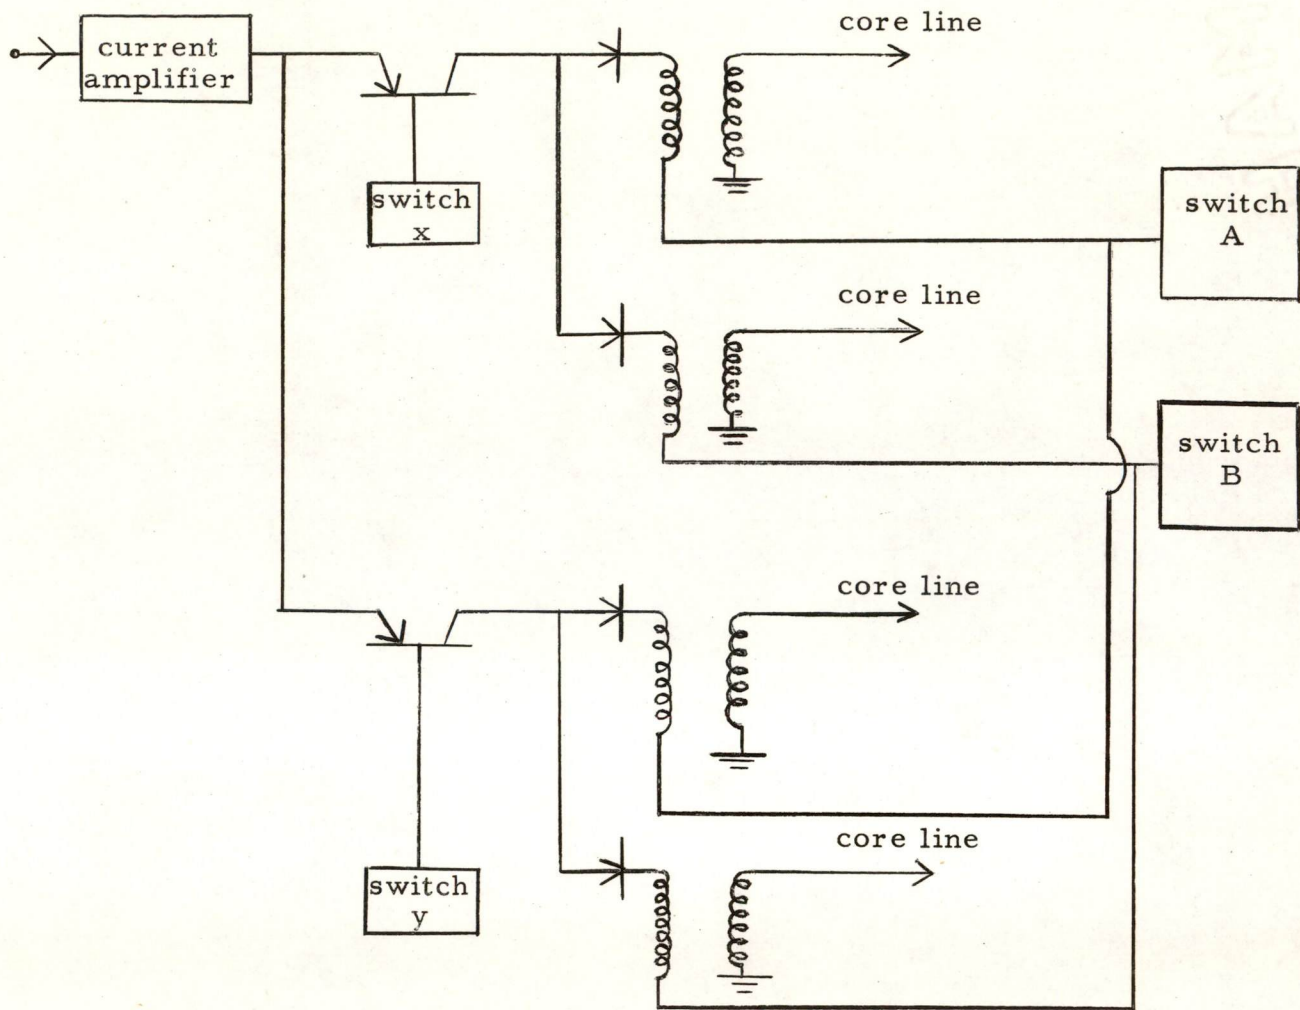 current
amplifier
core line
switch
x
switch
A
core line
switch
B
core line
core line
switch
y